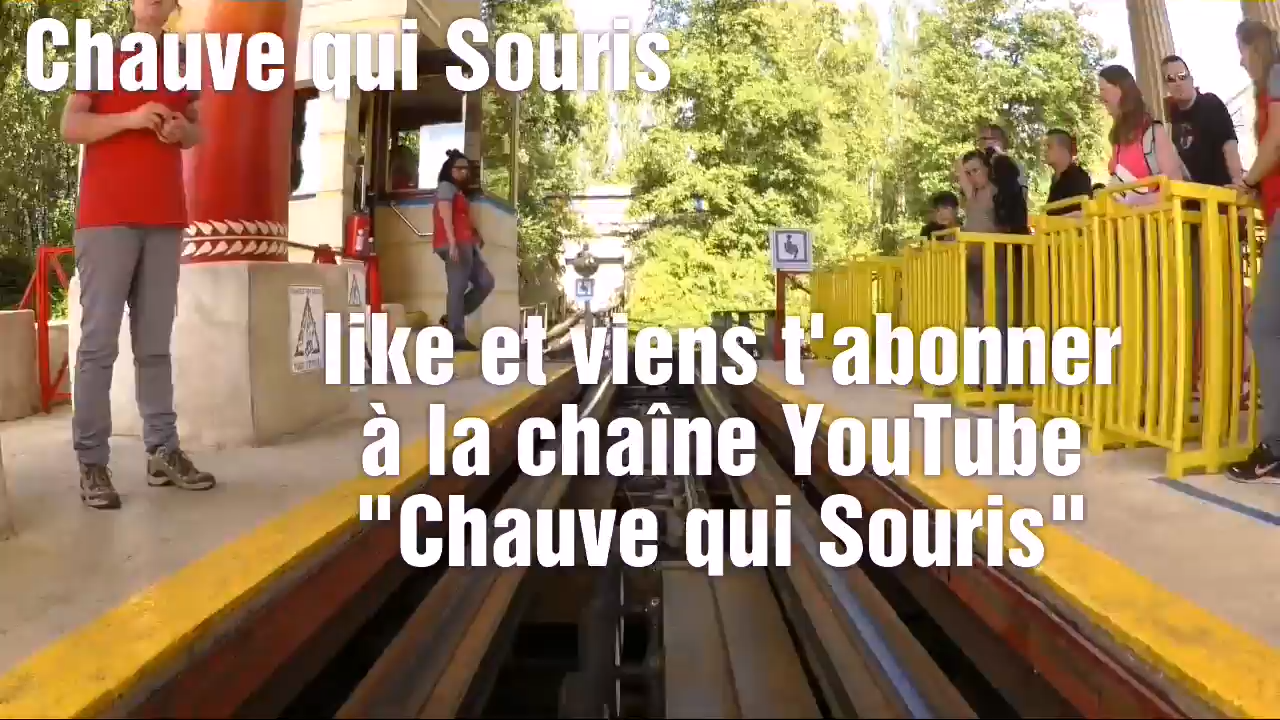 Chauve qui Souris
like et viens t'abonner
à la chaîne YouTube
"Chauve qui Souris"